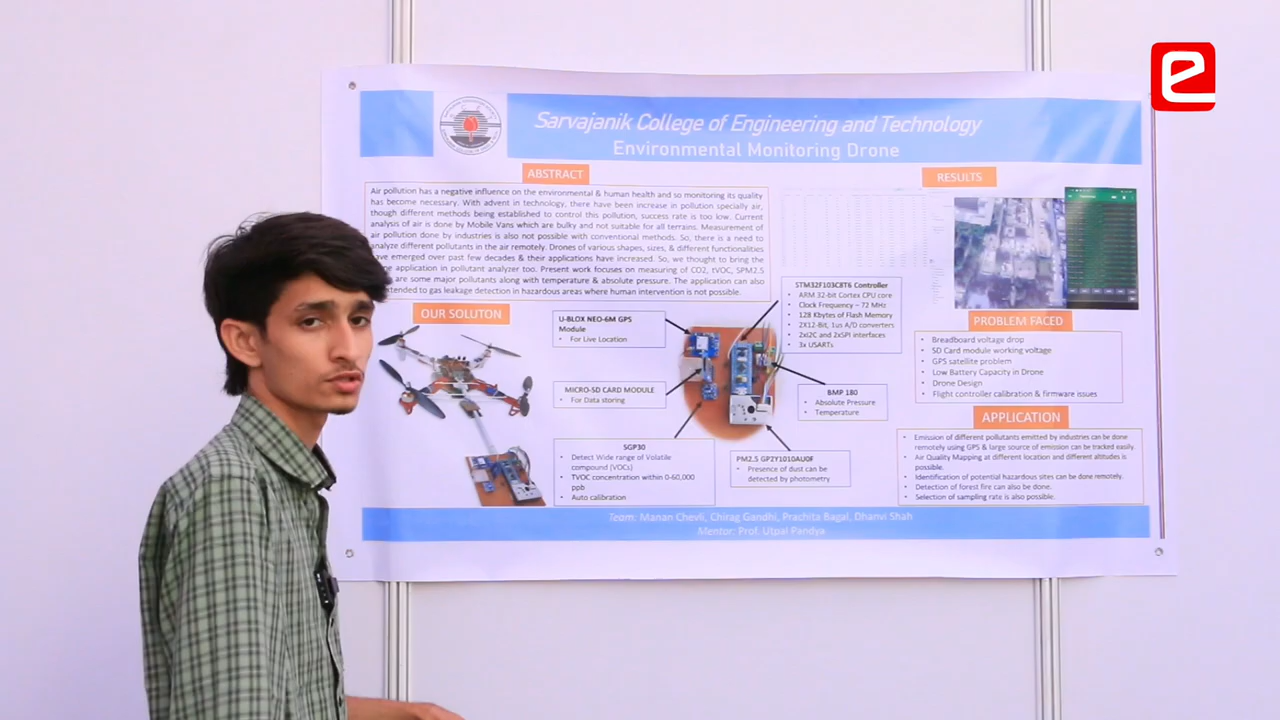 Sarvajanik College of Engineering and Technology
Environmental Monitoring Drone
ABSTRACT
Air pollution has a negative influence on the environmental & human health and so monitoring its quality
has become necessary. With advent in technology, there have been increase in pollution specially air,
though different methods being established to control this pollution, success rate is too low. Current
analysis of air is done by Mobile Vans which are bulky and not suitable for all terrains. Measurement of
air pollution done by industries is also not possible with conventional methods. So, there is a need to
analyze different pollutants in the air remotely. Drones of various shapes, sizes, & different functionalities
have emerged over past few decades & their applications have increased. So, we thought to bring the
application in pollutant analyzer too. Present work focuses on measuring of CO2, tVOC, SPM2.5
are some major pollutants along with temperature & absolute pressure. The application can also
extended to gas leakage detection in hazardous areas where human intervention is not possible.
OUR SOLUTON
U-BLOX NEO-6M GPS
Module
• For Live Location
MICRO-SD CARD MODULE
• For Data storing
SGP30
• Detect Wide range of Volatile
compound (VOCs)
• TVOC concentration within 0-60,000
ppb
• Auto calibration
STM32F103C8T6 Controller
• ARM 32-bit Cortex CPU core
• Clock Frequency – 72 MHz
• 128 Kbytes of Flash Memory
• 2X12-Bit, 1us A/D converters
• 2xI2C and 2xSPI interfaces
• 3x USARTs
BMP 180
• Absolute Pressure
• Temperature
PM2.5 GP2Y1010AU0F
• Presence of dust can be
detected by photometry
RESULTS
PROBLEM FACED
• Breadboard voltage drop
• SD Card module working voltage
• GPS satellite problem
• Low Battery Capacity in Drone
• Drone Design
• Flight controller calibration & firmware issues
APPLICATION
• Emission of different pollutants emitted by industries can be done
remotely using GPS & large source of emission can be tracked easily.
• Air Quality Mapping at different location and different altitudes is
possible.
• Identification of potential hazardous sites can be done remotely.
• Detection of forest fire can also be done.
• Selection of sampling rate is also possible.
Team: Manan Chevli, Chirag Gandhi, Prachita Bagal, Dhanvi Shah
Mentor: Prof. Utpal Pandya
e